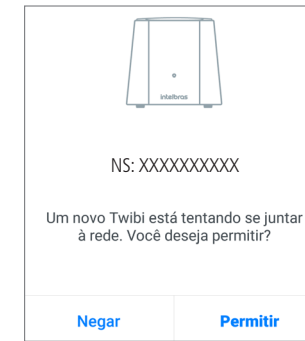 intelbras
NS: XXXXXXXXXX
Um novo Twibi está tentando se juntar
à rede. Você deseja permitir?
Negar
Permitir